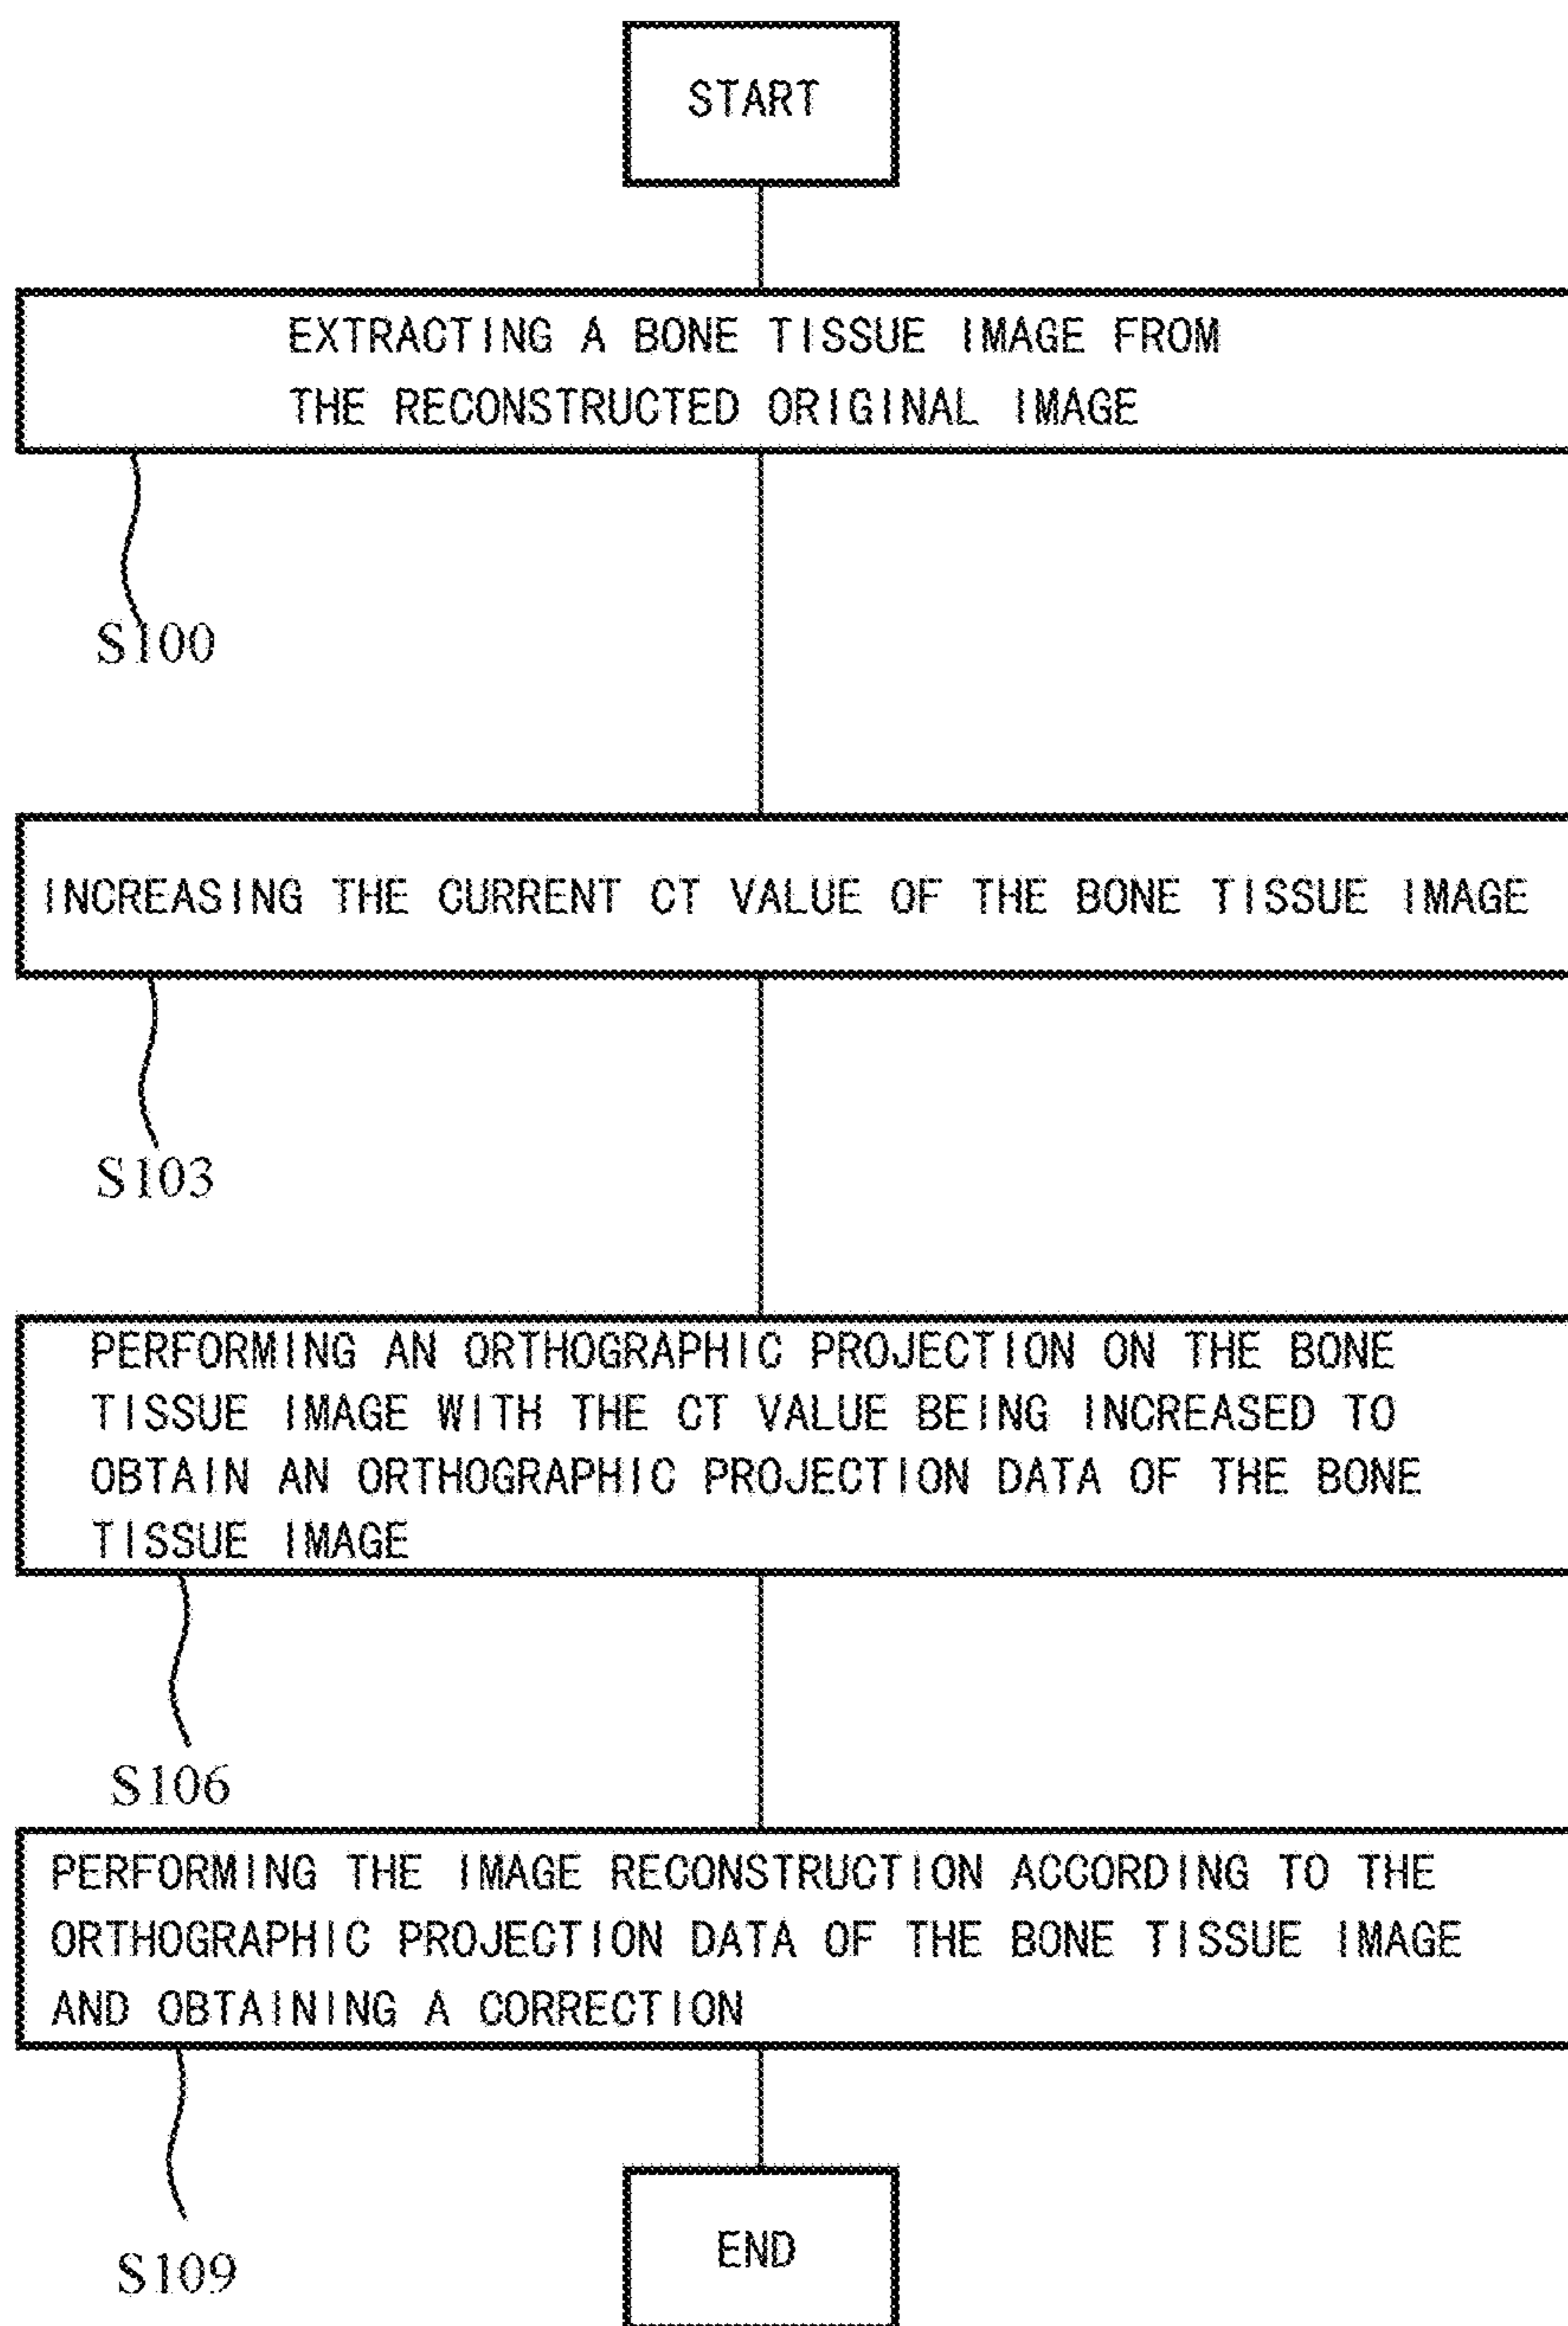 START
EXTRACTING A BONE TISSUE IMAGE FROM
THE RECONSTRUCTED ORIGINAL IMAGE
S100
INCREASING THE CURRENT CT VALUE OF THE BONE TISSUE IMAGE
S103
PERFORMING AN ORTHOGRAPHIC PROJECTION ON THE BONE
TISSUE IMAGE WITH THE CT VALUE BEING INCREASED TO
OBTAIN AN ORTHOGRAPHIC PROJECTION DATA OF THE BONE
TISSUE IMAGE
S106
PERFORMING THE IMAGE RECONSTRUCTION ACCORDING TO THE
ORTHOGRAPHIC PROJECTION DATA OF THE BONE TISSUE IMAGE
AND OBTAINING A CORRECTION
S109
END